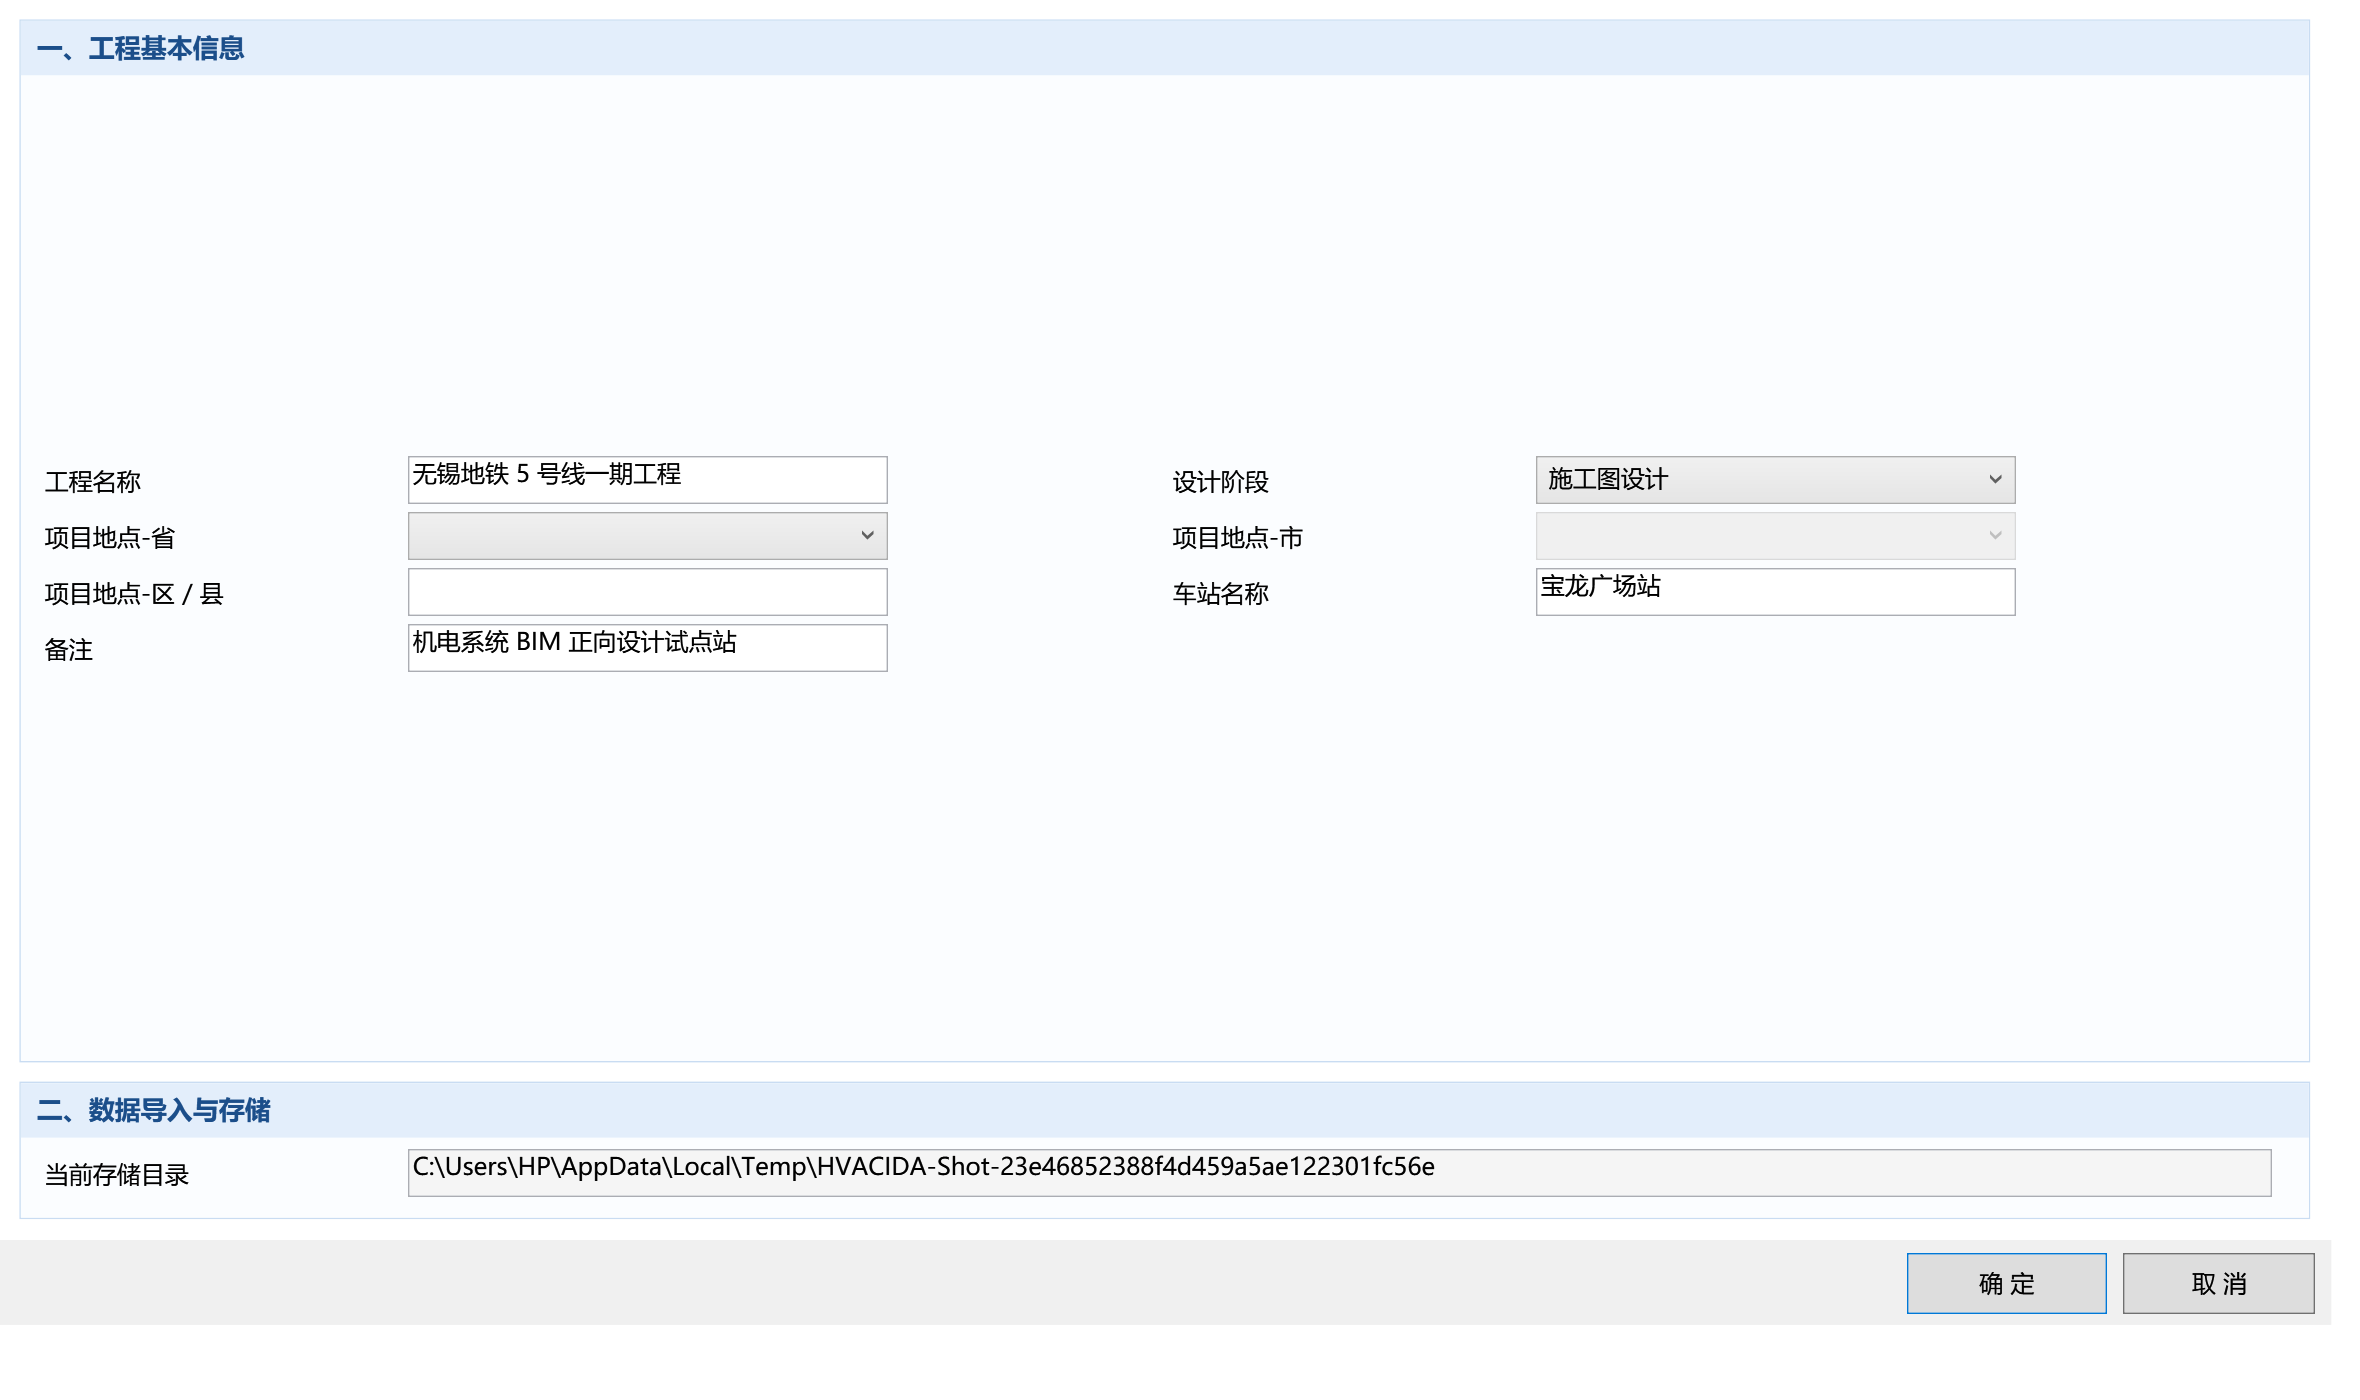 一、工程基本信息
工程名称 无锡地铁 5 号线一期工程 设计阶段 施工图设计
项目地点-省 项目地点-市
项目地点-区 / 县 车站名称 宝龙广场站
备注 机电系统 BIM 正向设计试点站
二、数据导入与存储
当前存储目录 C:\Users\HP\AppData\Local\Temp\HVACIDA-Shot-23e46852388f4d459a5ae122301fc56e
确 定 取 消